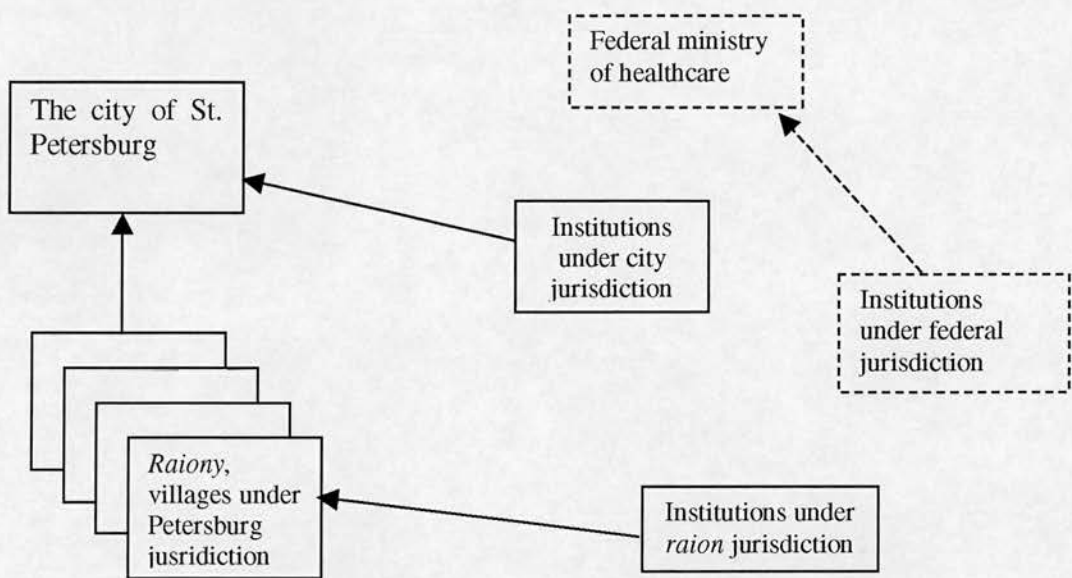 Federal ministry
of healthcare
The city of St.
Petersburg
Institutions
under city
jurisdiction
Institutions
under federal
jurisdiction
Raiony,
villages under
Petersburg
jusridiction
Institutions under
raion jurisdiction